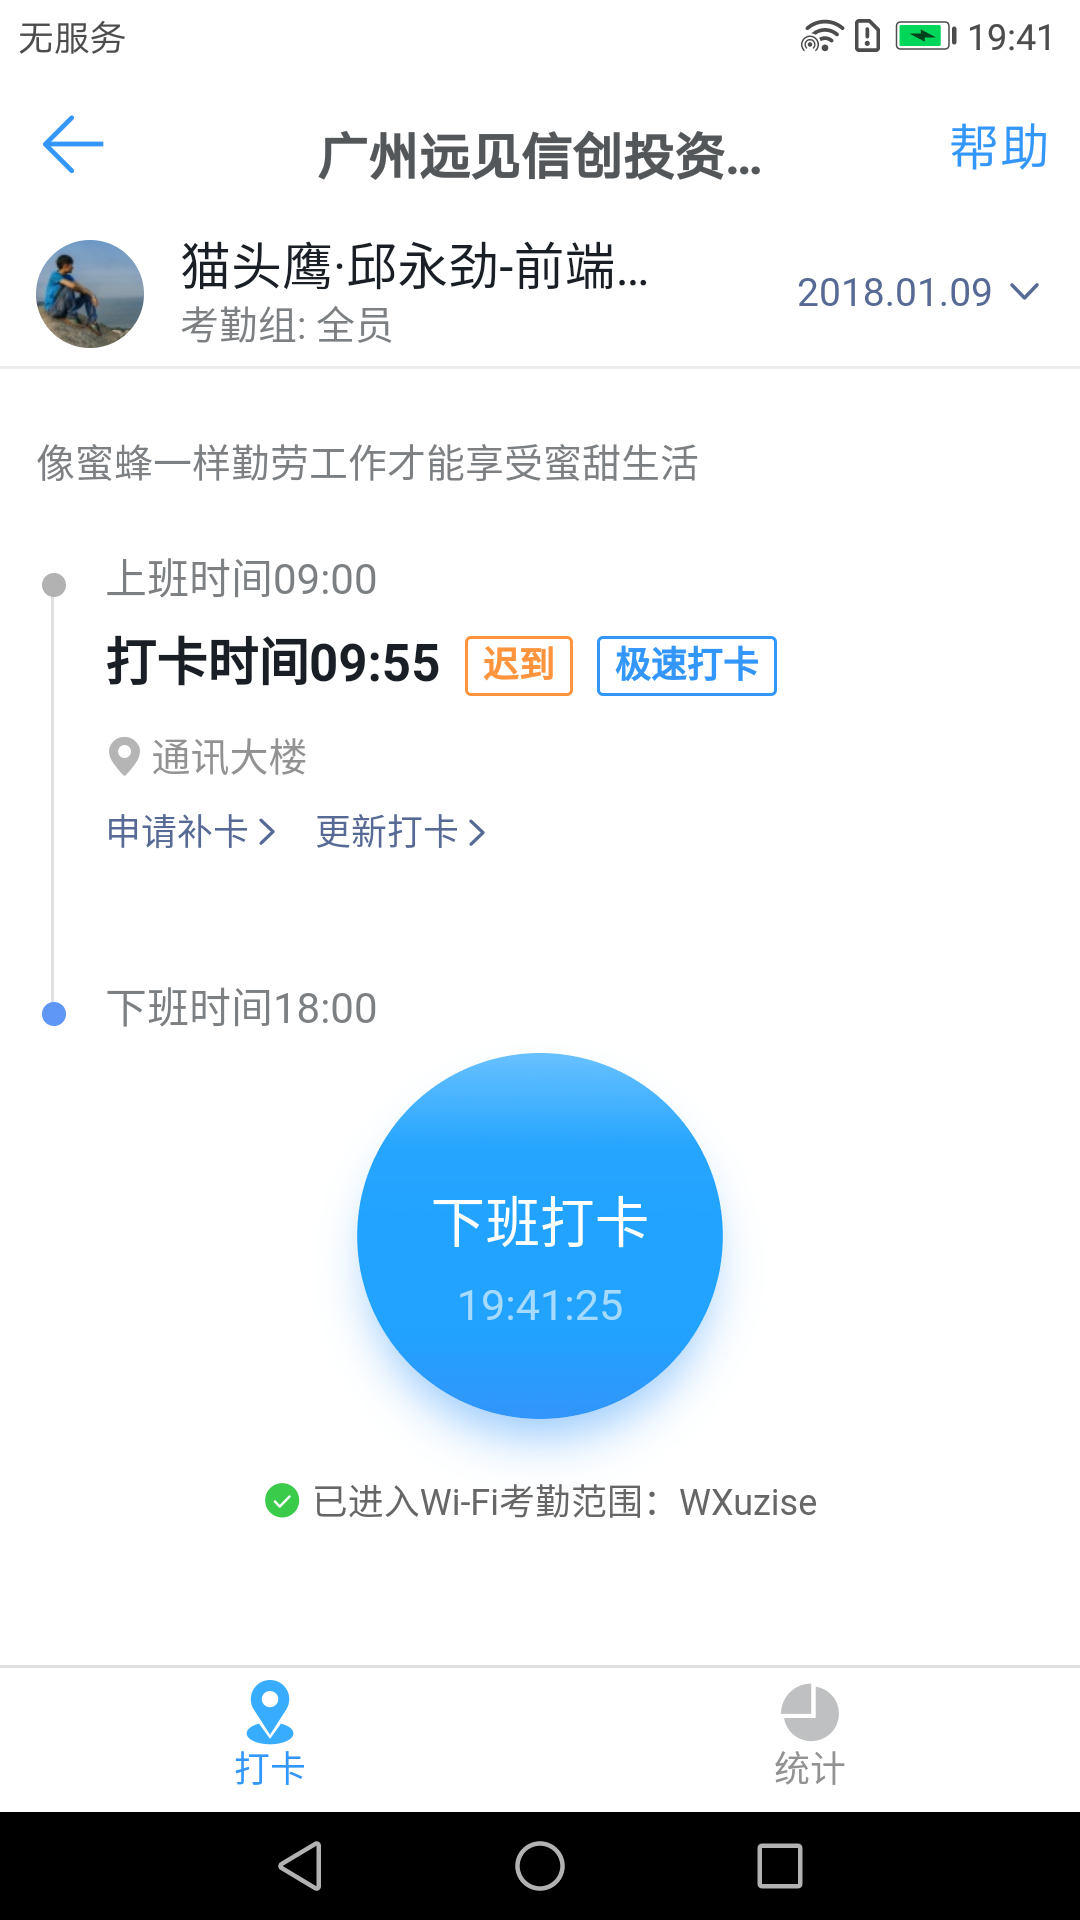 无服务 19:41
广州远见信创投资... 帮助
猫头鹰·邱永劲-前端...
考勤组: 全员
2018.01.09
像蜜蜂一样勤劳工作才能享受蜜甜生活
上班时间09:00
打卡时间09:55 迟到 极速打卡
通讯大楼
申请补卡 更新打卡
下班时间18:00
下班打卡
19:41:25
已进入Wi-Fi考勤范围：WXuzise
打卡 统计